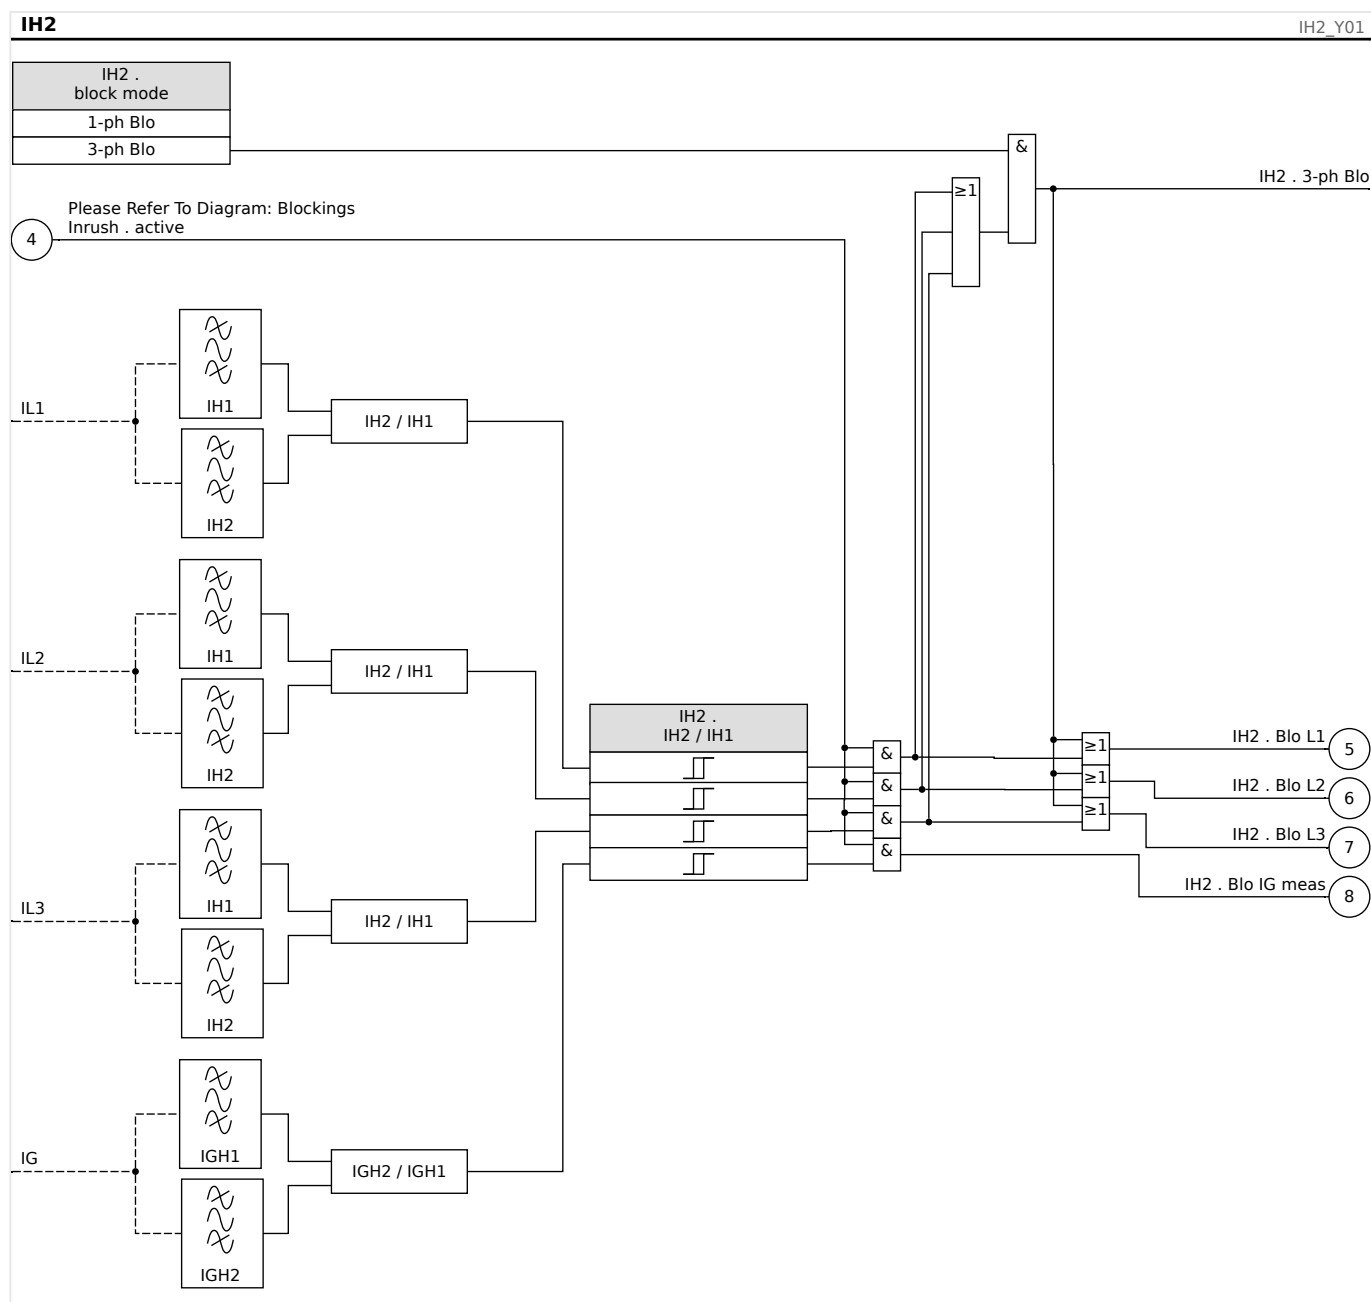 IH2
IH2_Y01
IH2 .
block mode
1-ph Blo
3-ph Blo
&
IH2 . 3-ph Blo
≥1
Please Refer To Diagram: Blockings
Inrush . active
4
IL1
IH1
IH2
IH2 / IH1
IL2
IH1
IH2
IH2 / IH1
IH2 .
IH2 / IH1
&
&
&
&
≥1
≥1
≥1
IH2 . Blo L1
5
IH2 . Blo L2
6
IH2 . Blo L3
7
IH2 . Blo IG meas
8
IL3
IH1
IH2
IH2 / IH1
IG
IGH1
IGH2
IGH2 / IGH1